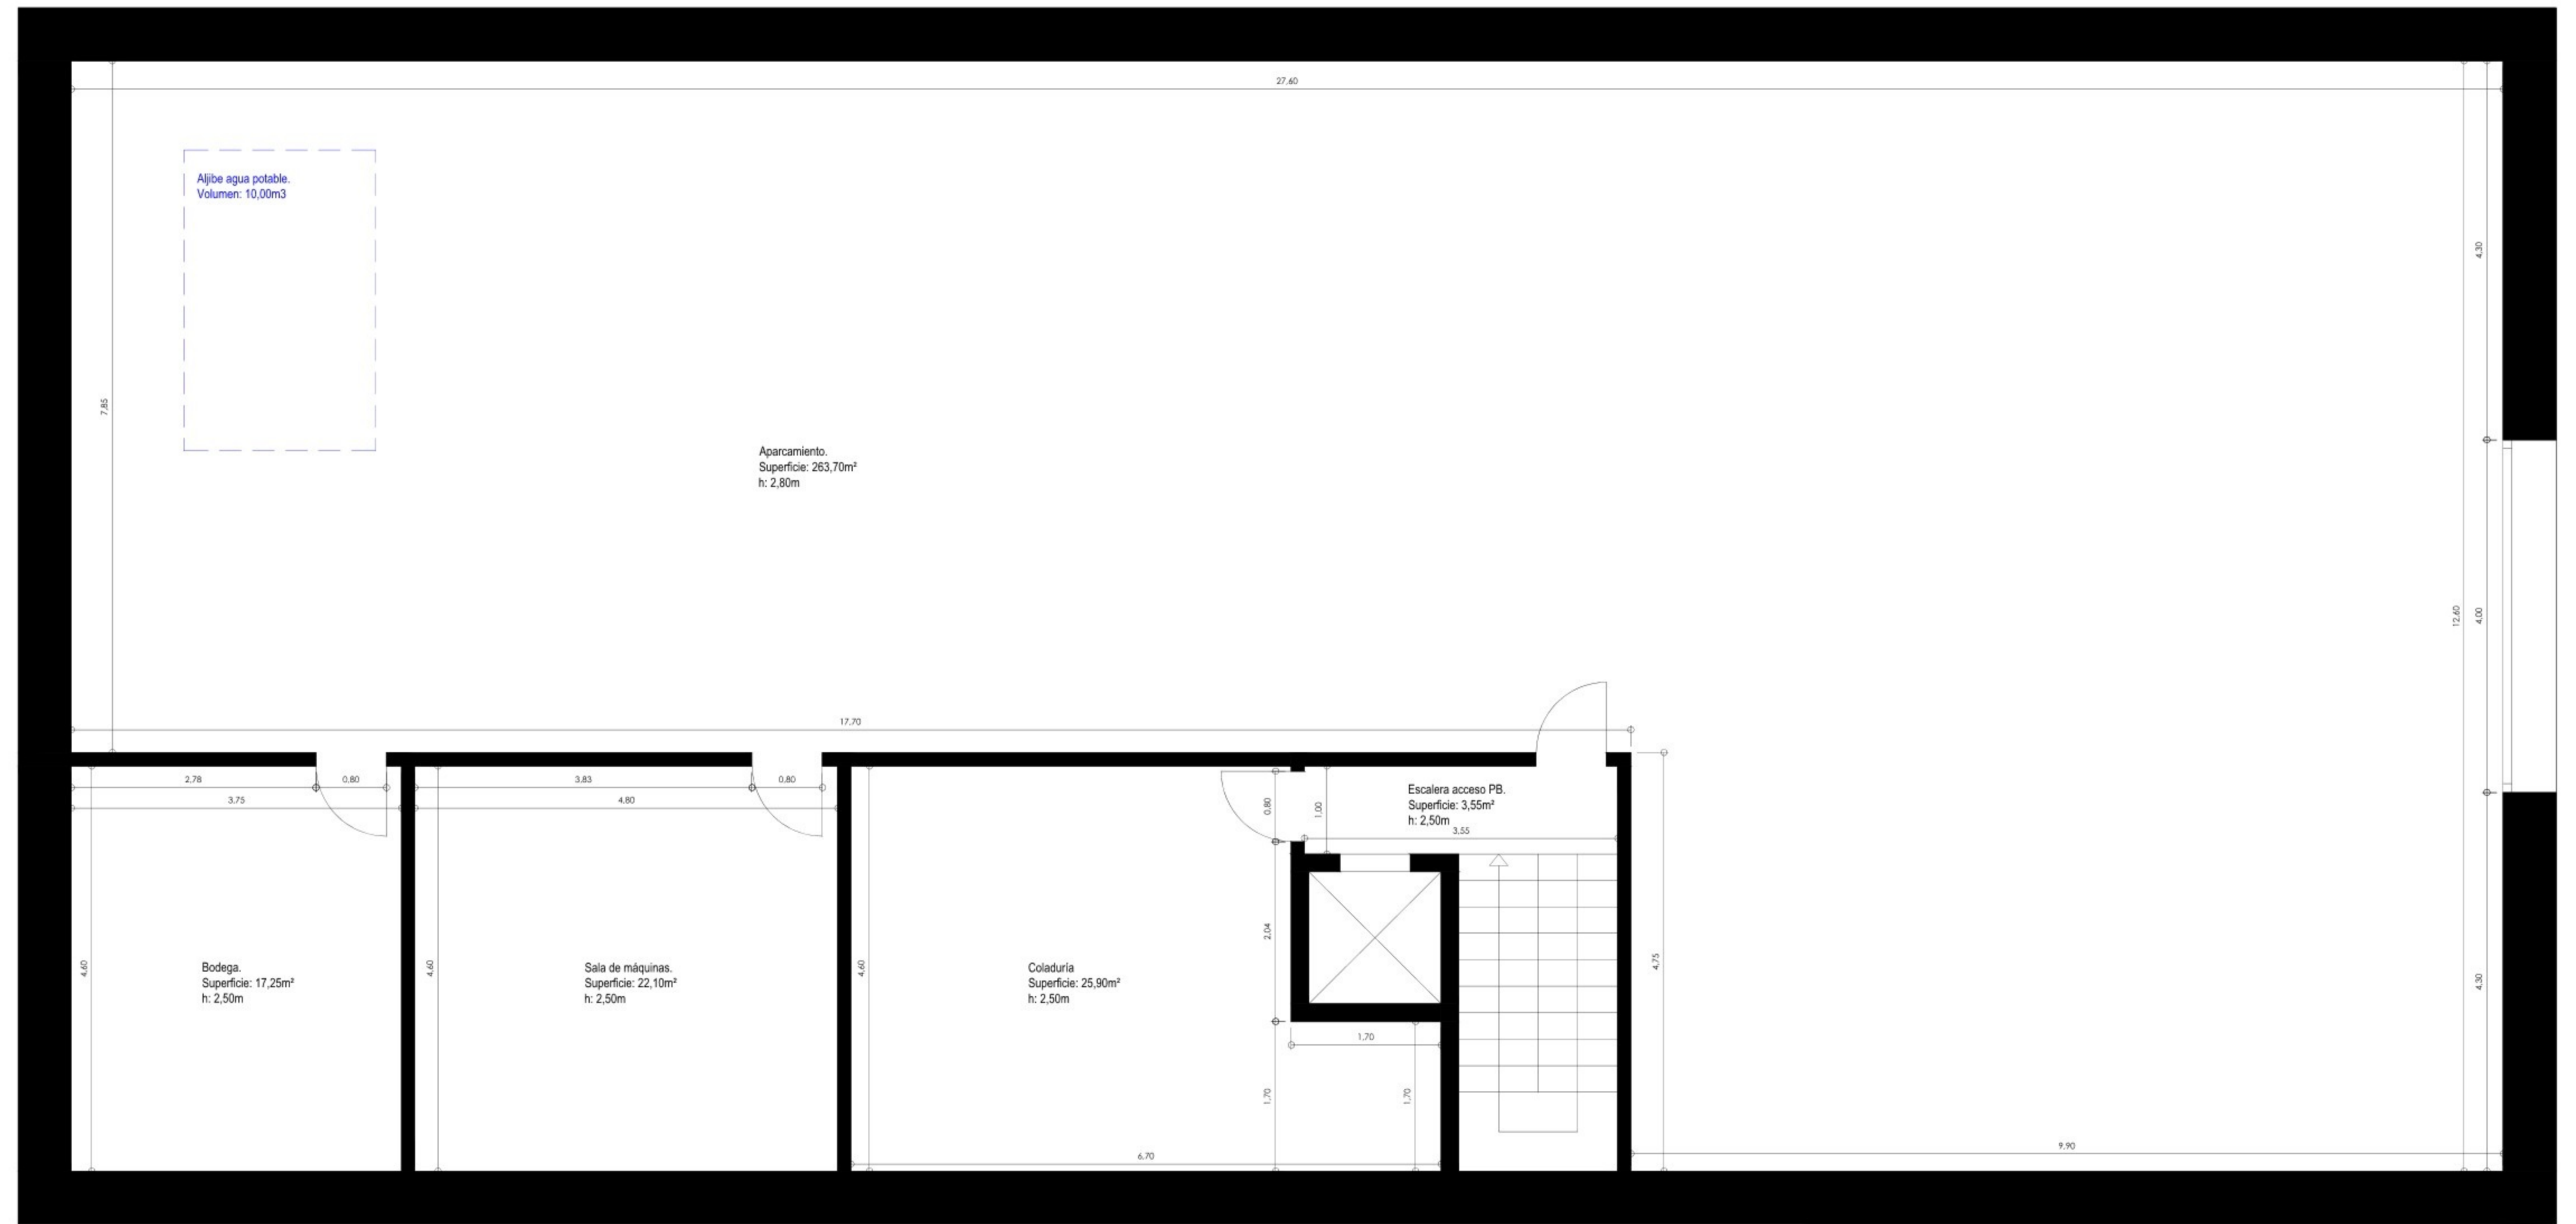 27,60
Aljibe agua potable.
Volumen: 10,00m3
4,30
7,85
Aparcamiento.
Superficie: 263,70m²
h: 2,80m
12,60
4,00
17,70
2,78
0,80
3,75
3,83
0,80
4,80
0,80
1,00
Escalera acceso PB.
Superficie: 3,55m²
h: 2,50m
3,55
4,60
Bodega.
Superficie: 17,25m²
h: 2,50m
4,60
Sala de máquinas.
Superficie: 22,10m²
h: 2,50m
4,60
Coladuría
Superficie: 25,90m²
h: 2,50m
2,04
4,75
4,30
1,70
1,70
1,70
6,70
9,90